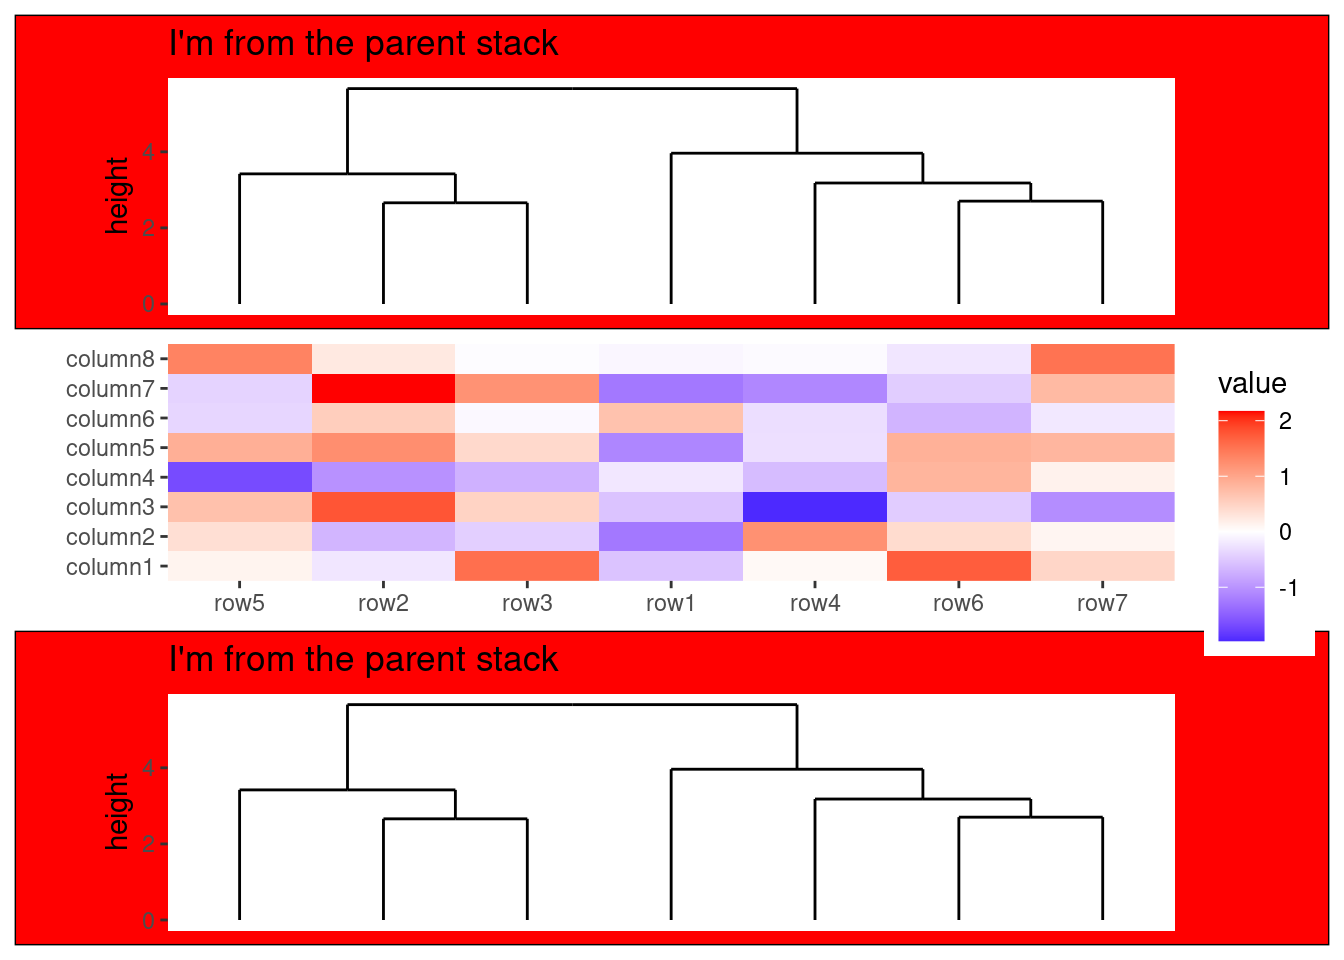 I'm from the parent stack
height
4
2
0
column8
column7
column6
column5
column4
column3
column2
column1
row5 row2 row3 row1 row4 row6 row7
value
2
1
0
-1
I'm from the parent stack
height
4
2
0